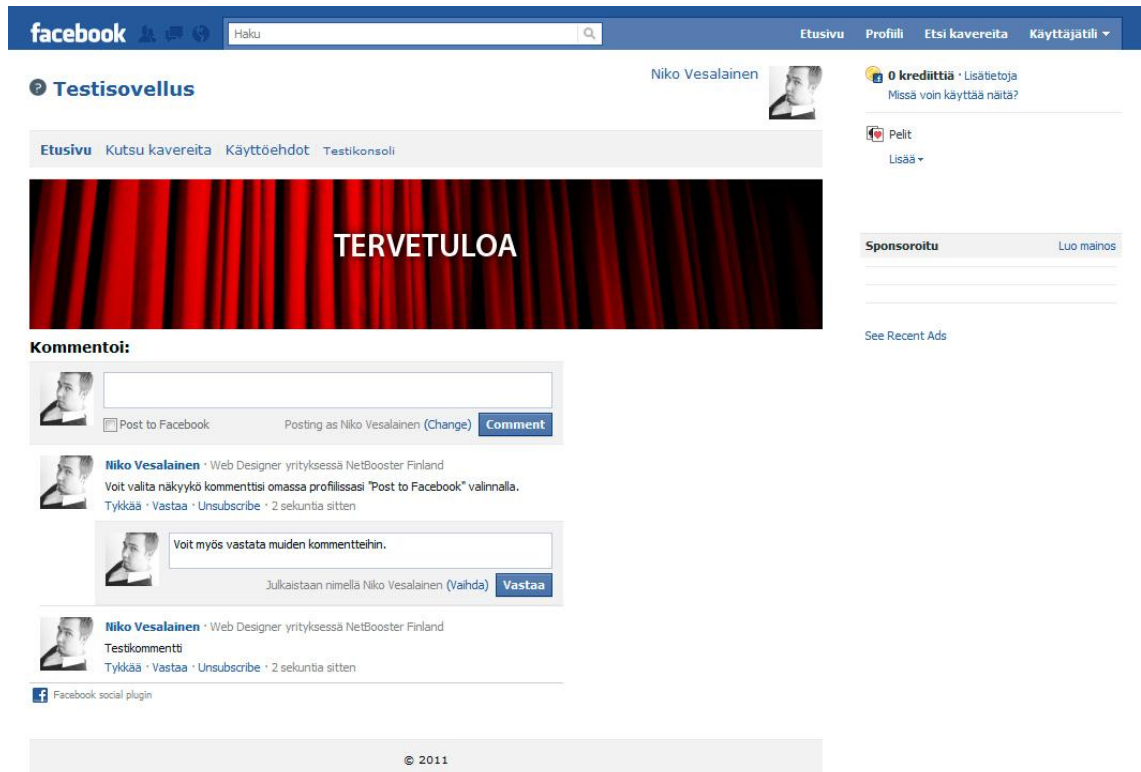 facebook Haku Etusivu Profiili Etsi kavereita Käyttäjätili
Testisovellus
Niko Vesalainen
Etusivu Kutsu kavereita Käyttöehdot Testikonsoli
TERVETULOA
Kommentoi:
Post to Facebook Posting as Niko Vesalainen (Change) Comment
Niko Vesalainen · Web Designer yrityksessä NetBooster Finland
Voit valita näkyykö kommenttisi omassa profiilissasi "Post to Facebook" valinnalla.
Tykkää · Vastaa · Unsubscribe · 2 sekuntia sitten
Voit myös vastata muiden kommentteihin.
Julkaistaan nimellä Niko Vesalainen (Vaihda) Vastaa
Niko Vesalainen · Web Designer yrityksessä NetBooster Finland
Testikommentti
Tykkää · Vastaa · Unsubscribe · 2 sekuntia sitten
Facebook social plugin
© 2011
0 krediittiä · Lisätietoja
Missä voin käyttää näitä?
Pelit
Lisää
Sponsoroitu Luo mainos
See Recent Ads